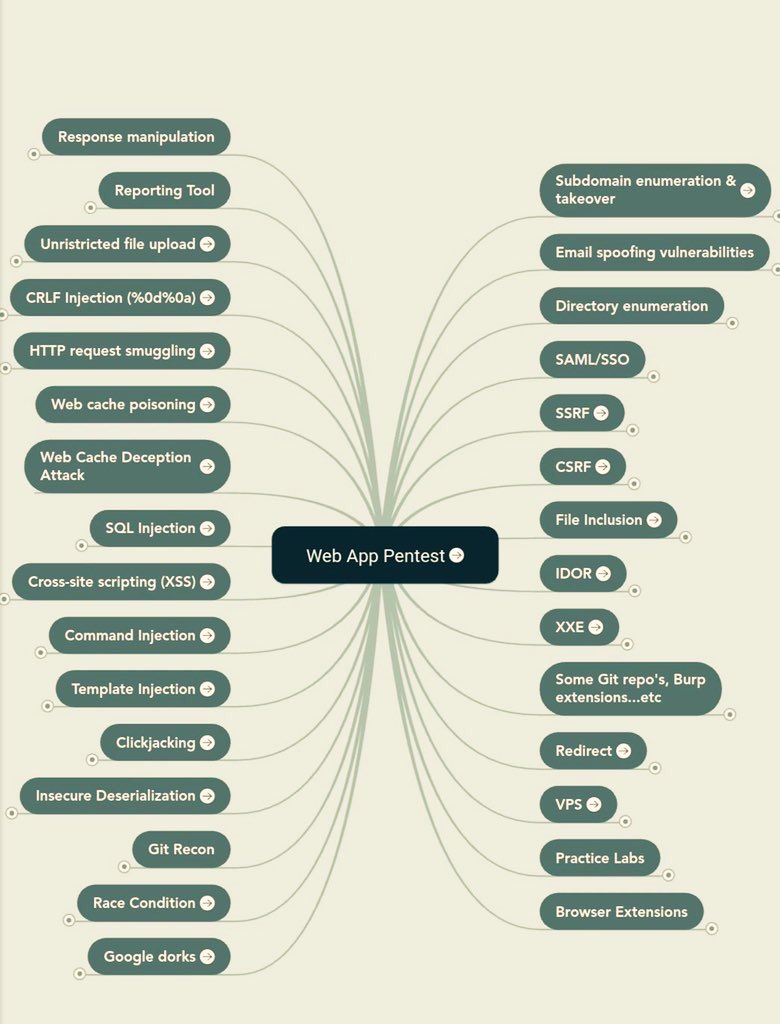 Response manipulation
Reporting Tool
Unristricted file upload
CRLF Injection (%0d%0a)
HTTP request smuggling
Web cache poisoning
Web Cache Deception
Attack
SQL Injection
Cross-site scripting (XSS)
Command Injection
Template Injection
Clickjacking
Insecure Deserialization
Git Recon
Race Condition
Google dorks
Web App Pentest
Subdomain enumeration &
takeover
Email spoofing vulnerabilities
Directory enumeration
SAML/SSO
SSRF
CSRF
File Inclusion
IDOR
XXE
Some Git repo's, Burp
extensions...etc
Redirect
VPS
Practice Labs
Browser Extensions